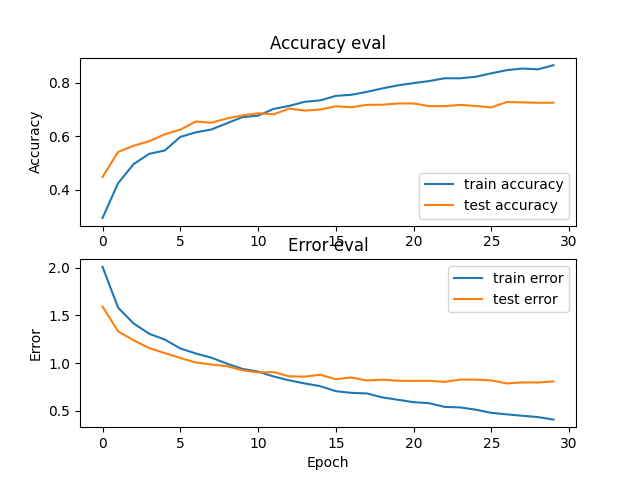 Accuracy eval
Accuracy
0.8
0.6
0.4
train accuracy
test accuracy
0 5 10 15 20 25 30
Error eval
Error
2.0
1.5
1.0
0.5
train error
test error
0 5 10 15 20 25 30
Epoch